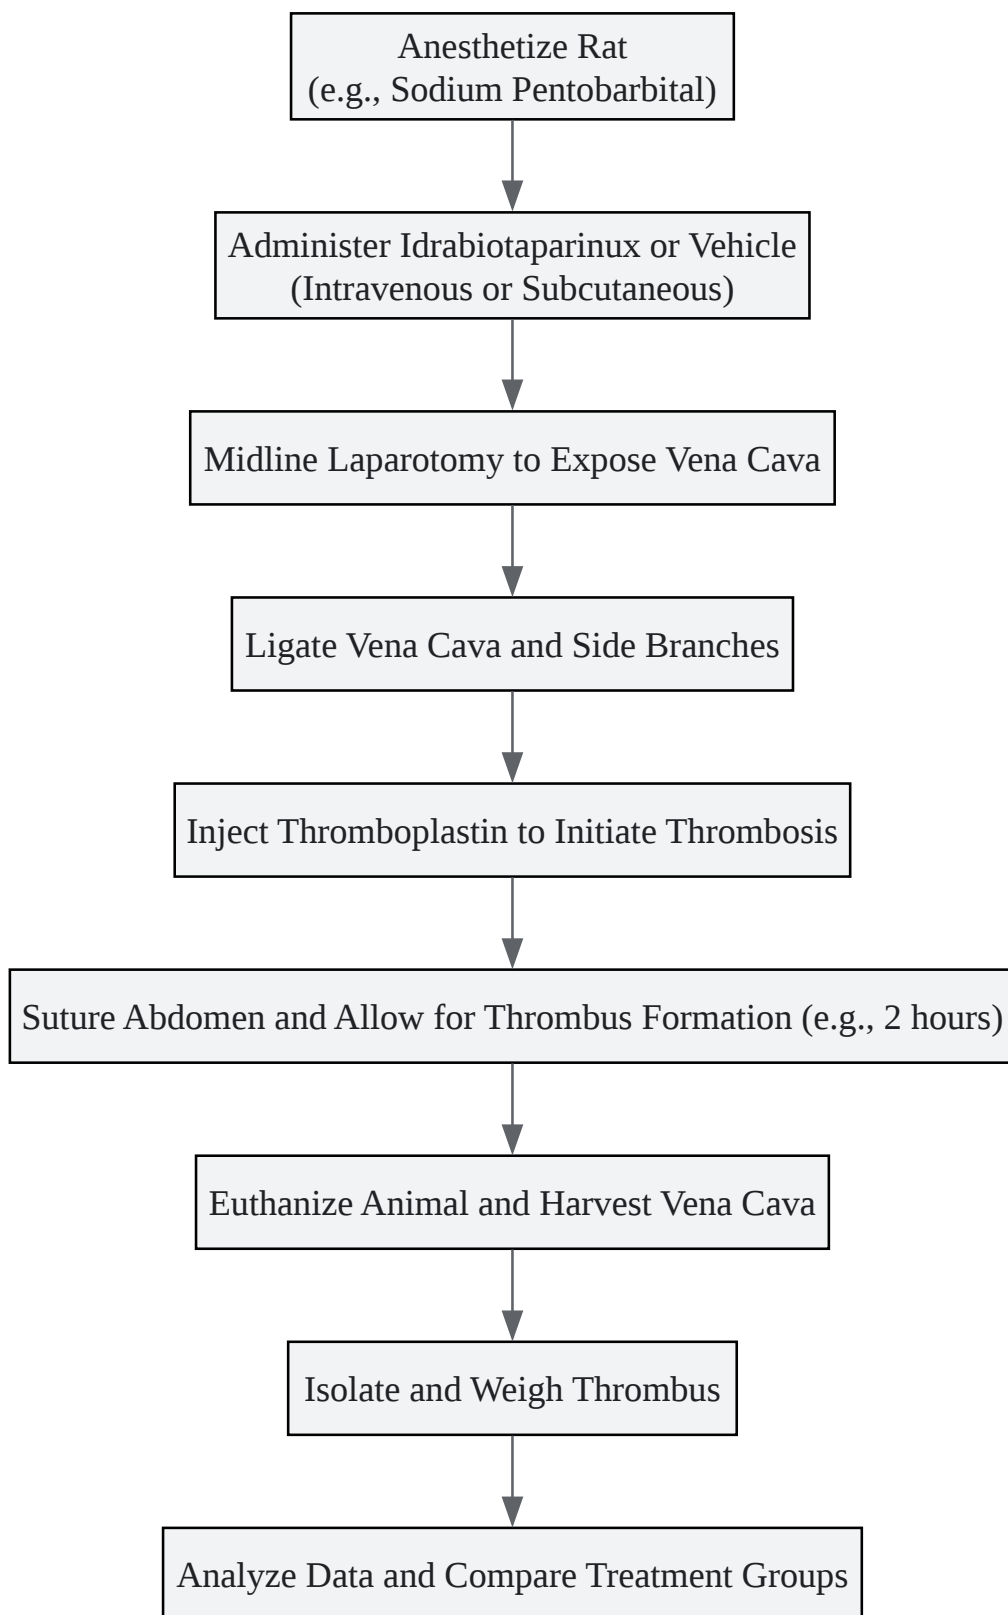 Anesthetize Rat
(e.g., Sodium Pentobarbital)
Administer Idrabiotaparinux or Vehicle
(Intravenous or Subcutaneous)
Midline Laparotomy to Expose Vena Cava
Ligate Vena Cava and Side Branches
Inject Thromboplastin to Initiate Thrombosis
Suture Abdomen and Allow for Thrombus Formation (e.g., 2 hours)
Euthanize Animal and Harvest Vena Cava
Isolate and Weigh Thrombus
Analyze Data and Compare Treatment Groups